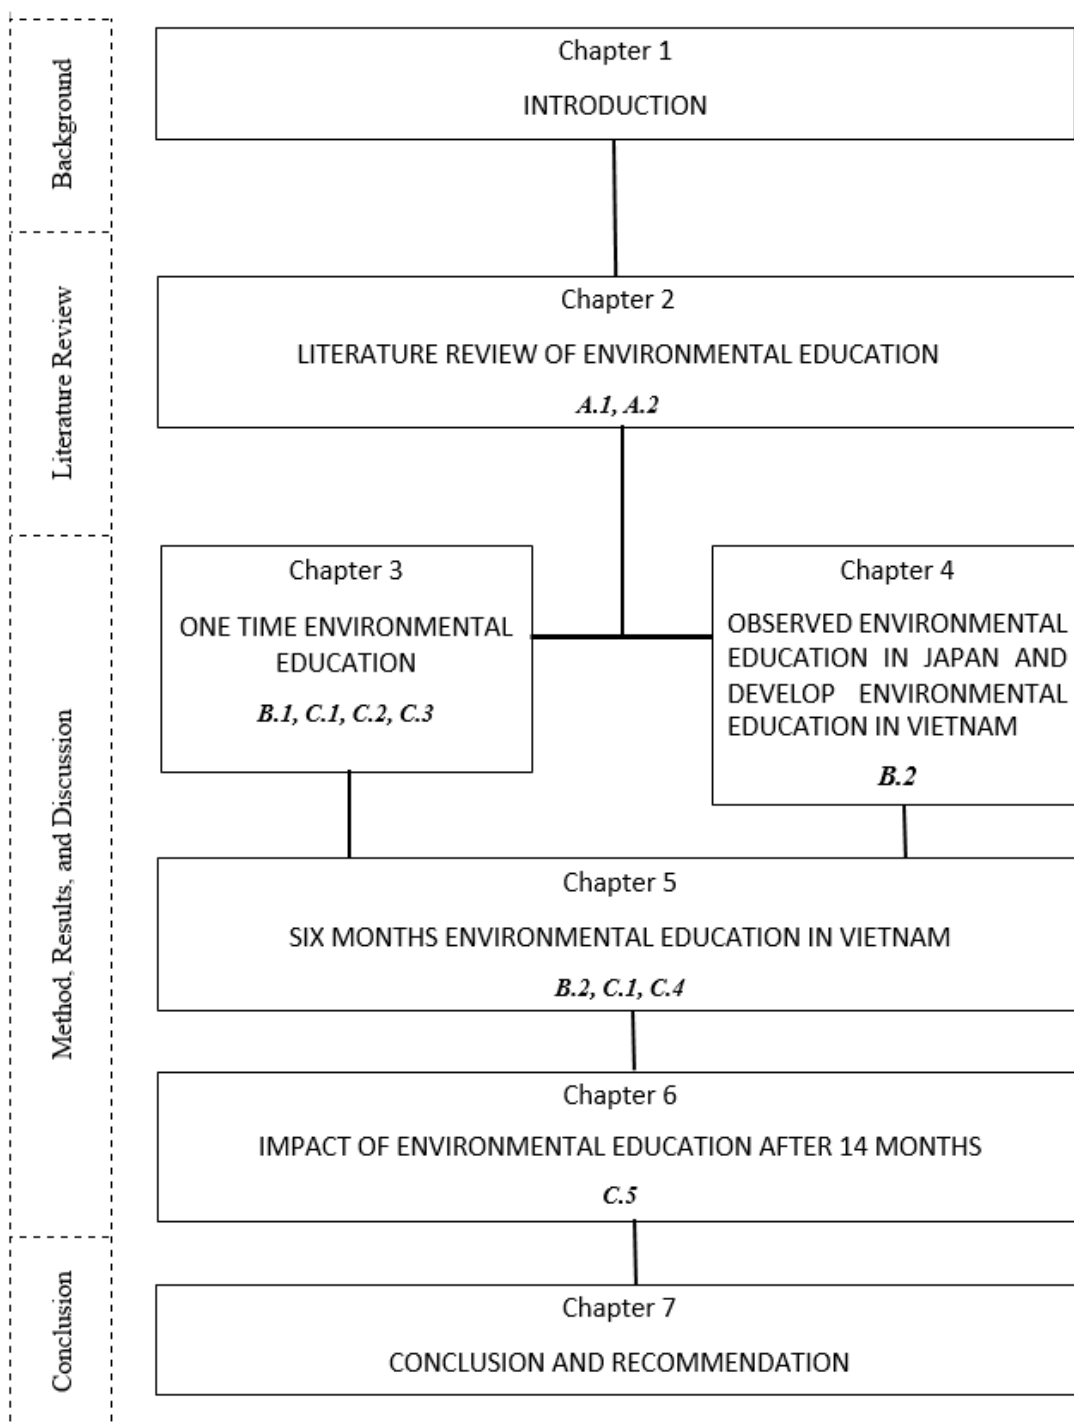 Background
Chapter 1
INTRODUCTION
Literature Review
Chapter 2
LITERATURE REVIEW OF ENVIRONMENTAL EDUCATION
A.1, A.2
Method, Results, and Discussion
Chapter 3
ONE TIME ENVIRONMENTAL
EDUCATION
B.1, C.1, C.2, C.3
Chapter 4
OBSERVED ENVIRONMENTAL
EDUCATION IN JAPAN AND
DEVELOP ENVIRONMENTAL
EDUCATION IN VIETNAM
B.2
Chapter 5
SIX MONTHS ENVIRONMENTAL EDUCATION IN VIETNAM
B.2, C.1, C.4
Chapter 6
IMPACT OF ENVIRONMENTAL EDUCATION AFTER 14 MONTHS
C.5
Conclusion
Chapter 7
CONCLUSION AND RECOMMENDATION